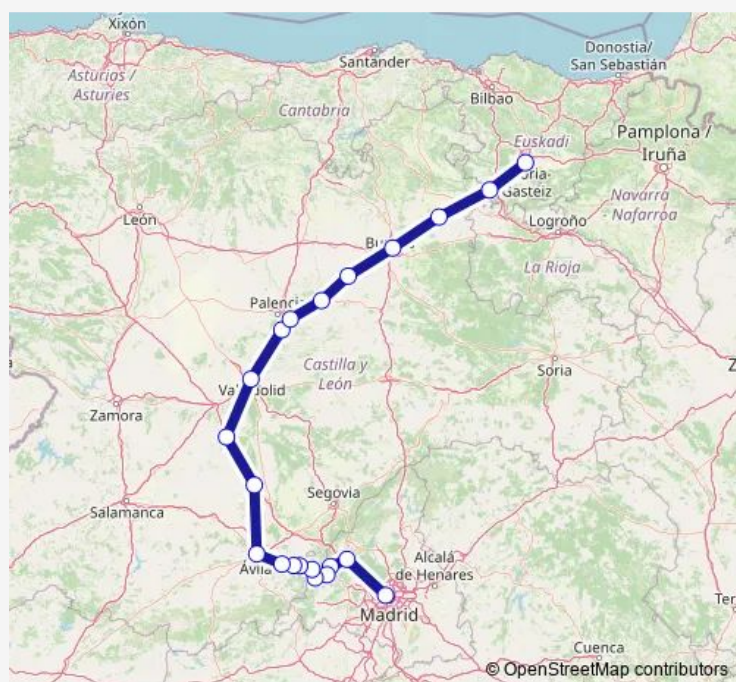 Xixón
Santander
Donostia/
San Sebastián
Asturias /
Asturies
Bilbao
Cantabria
Euskadi
Pamplona /
Iruña
Gasteiz
León
Navarra
- Nafarroa
Logroño
La Rioja
Palencia
Castilla y
León
Soria
Zamora
Segovia
Salamanca
Ávila
Alcalá
de Henares
Madrid
Cuenca
© OpenStreetMap contributors